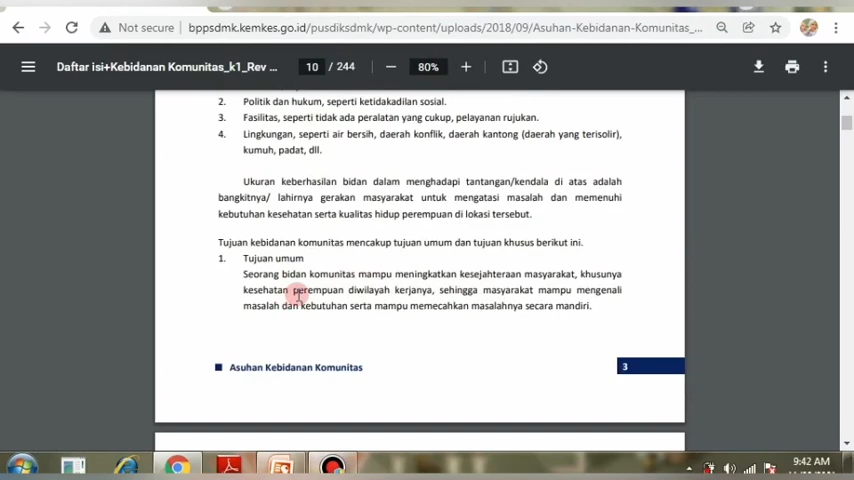 Not secure
bppsdmk.kemkes.go.id/pusdiksdmk/wp-content/uploads/2018/09/Asuhan-Kebidanan-Komunitas_...
Daftar isi+Kebidanan Komunitas_k1_Rev ...
10 / 244
80%
2. Politik dan hukum, seperti ketidakadilan sosial.
3. Fasilitas, seperti tidak ada peralatan yang cukup, pelayanan rujukan.
4. Lingkungan, seperti air bersih, daerah konflik, daerah kantong (daerah yang terisolir),
kumuh, padat, dll.
Ukuran keberhasilan bidan dalam menghadapi tantangan/kendala di atas adalah
bangkitnya/ lahirnya gerakan masyarakat untuk mengatasi masalah dan memenuhi
kebutuhan kesehatan serta kualitas hidup perempuan di lokasi tersebut.
Tujuan kebidanan komunitas mencakup tujuan umum dan tujuan khusus berikut ini.
1. Tujuan umum
Seorang bidan komunitas mampu meningkatkan kesejahteraan masyarakat, khusunya
kesehatan perempuan diwilayah kerjanya, sehingga masyarakat mampu mengenali
masalah dan kebutuhan serta mampu memecahkan masalahnya secara mandiri.
Asuhan Kebidanan Komunitas
3
9:42 AM